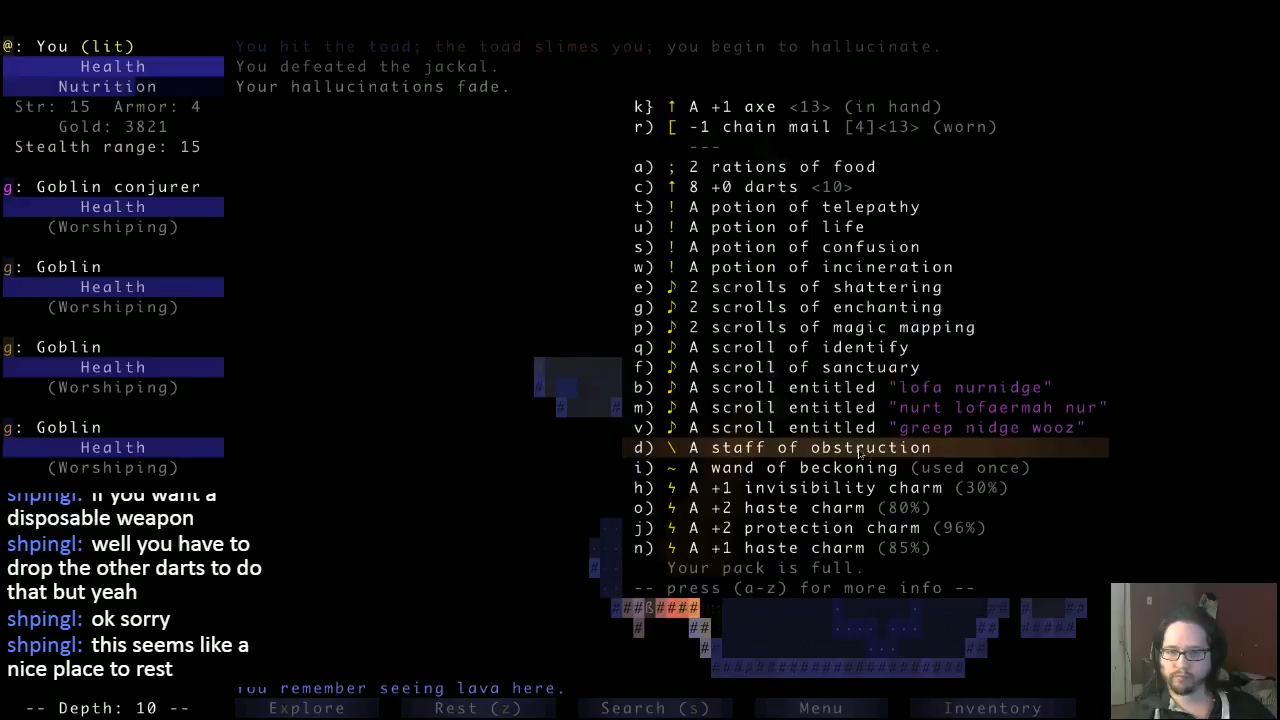 @: You (lit)
Health
Nutrition
Str: 15 Armor: 4
Gold: 3821
Stealth range: 15
g: Goblin conjurer
Health
(Worshiping)
g: Goblin
Health
(Worshiping)
g: Goblin
Health
(Worshiping)
g: Goblin
Health
(Worshiping)
shpingl: if you want a
disposable weapon
shpingl: well you have to
drop the other darts to do
that but yeah
shpingl: ok sorry
shpingl: this seems like a
nice place to rest
-- Depth: 10 --
You hit the toad; the toad slimes you; you begin to hallucinate.
You defeated the jackal.
Your hallucinations fade.
k} ↑ A +1 axe <13> (in hand)
r) [ -1 chain mail [4]<13> (worn)
---
a) ; 2 rations of food
c) ↑ 8 +0 darts <10>
t) ! A potion of telepathy
u) ! A potion of life
s) ! A potion of confusion
w) ! A potion of incineration
e) ♪ 2 scrolls of shattering
g) ♪ 2 scrolls of enchanting
p) ♪ 2 scrolls of magic mapping
q) ♪ A scroll of identify
f) ♪ A scroll of sanctuary
b) ♪ A scroll entitled "lofa nurnidge"
m) ♪ A scroll entitled "nurt lofaermah nur"
v) ♪ A scroll entitled "greep nidge wooz"
d) \ A staff of obstruction
i) ~ A wand of beckoning (used once)
h) ϟ A +1 invisibility charm (30%)
o) ϟ A +2 haste charm (80%)
j) ϟ A +2 protection charm (96%)
n) ϟ A +1 haste charm (85%)
Your pack is full.
-- press (a-z) for more info --
You remember seeing lava here.
Explore Rest (z) Search (s) Menu Inventory